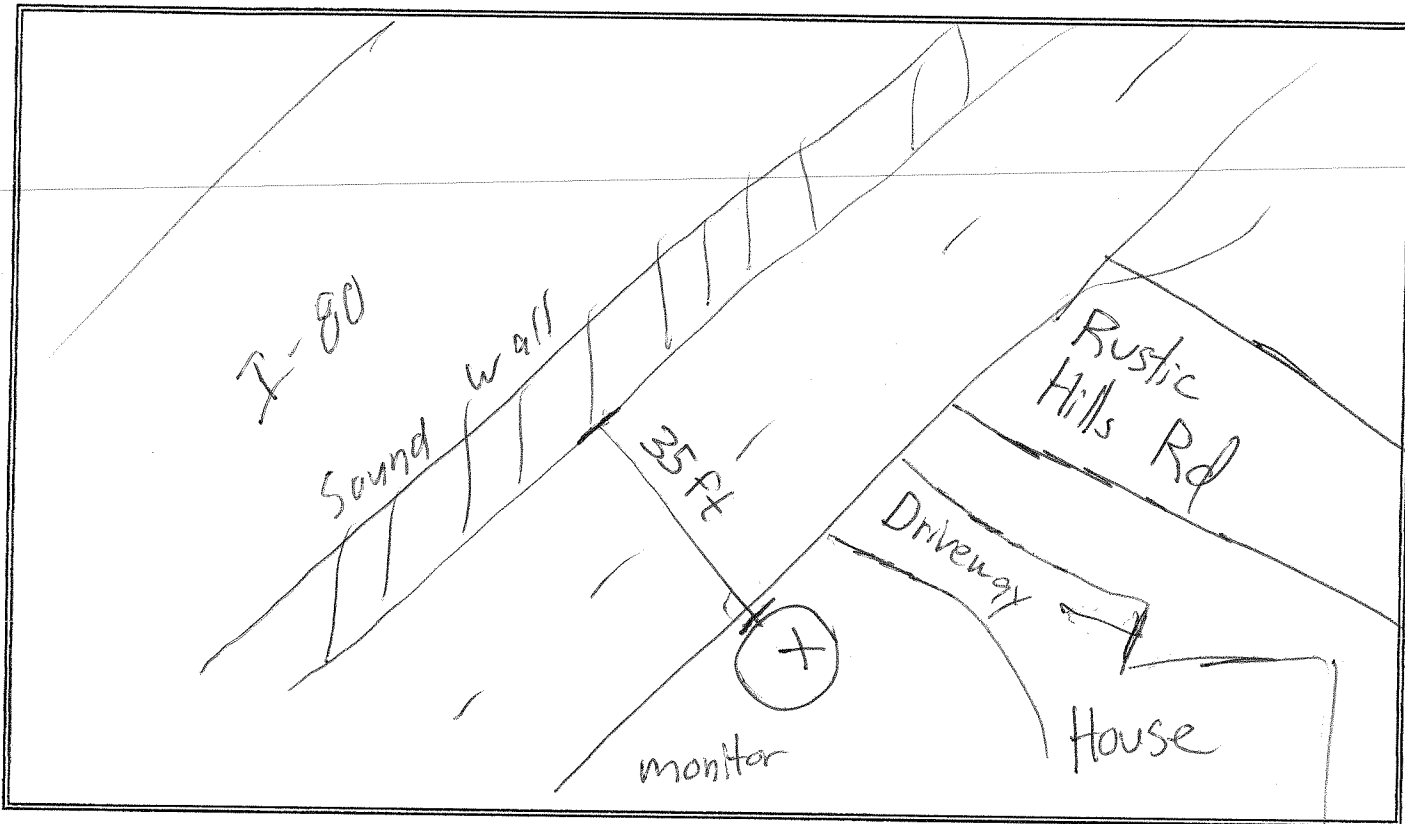 I-80
Sound wall
35 ft
Rustic
Hills Rd
Driveway
House
+
monitor